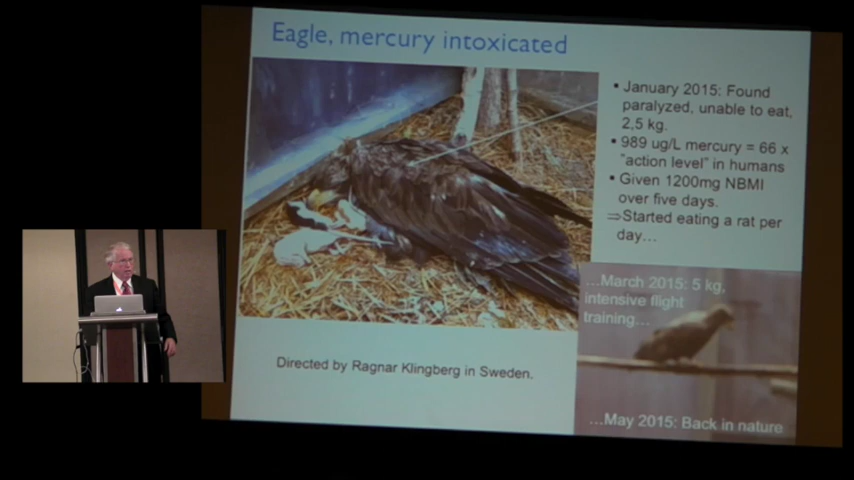 Eagle, mercury intoxicated
▪ January 2015: Found
paralyzed, unable to eat,
2,5 kg.
▪ 989 ug/L mercury = 66 x
"action level" in humans
▪ Given 1200mg NBMI
over five days.
⇒Started eating a rat per
day…
…March 2015: 5 kg,
intensive flight
training…
Directed by Ragnar Klingberg in Sweden.
…May 2015: Back in nature